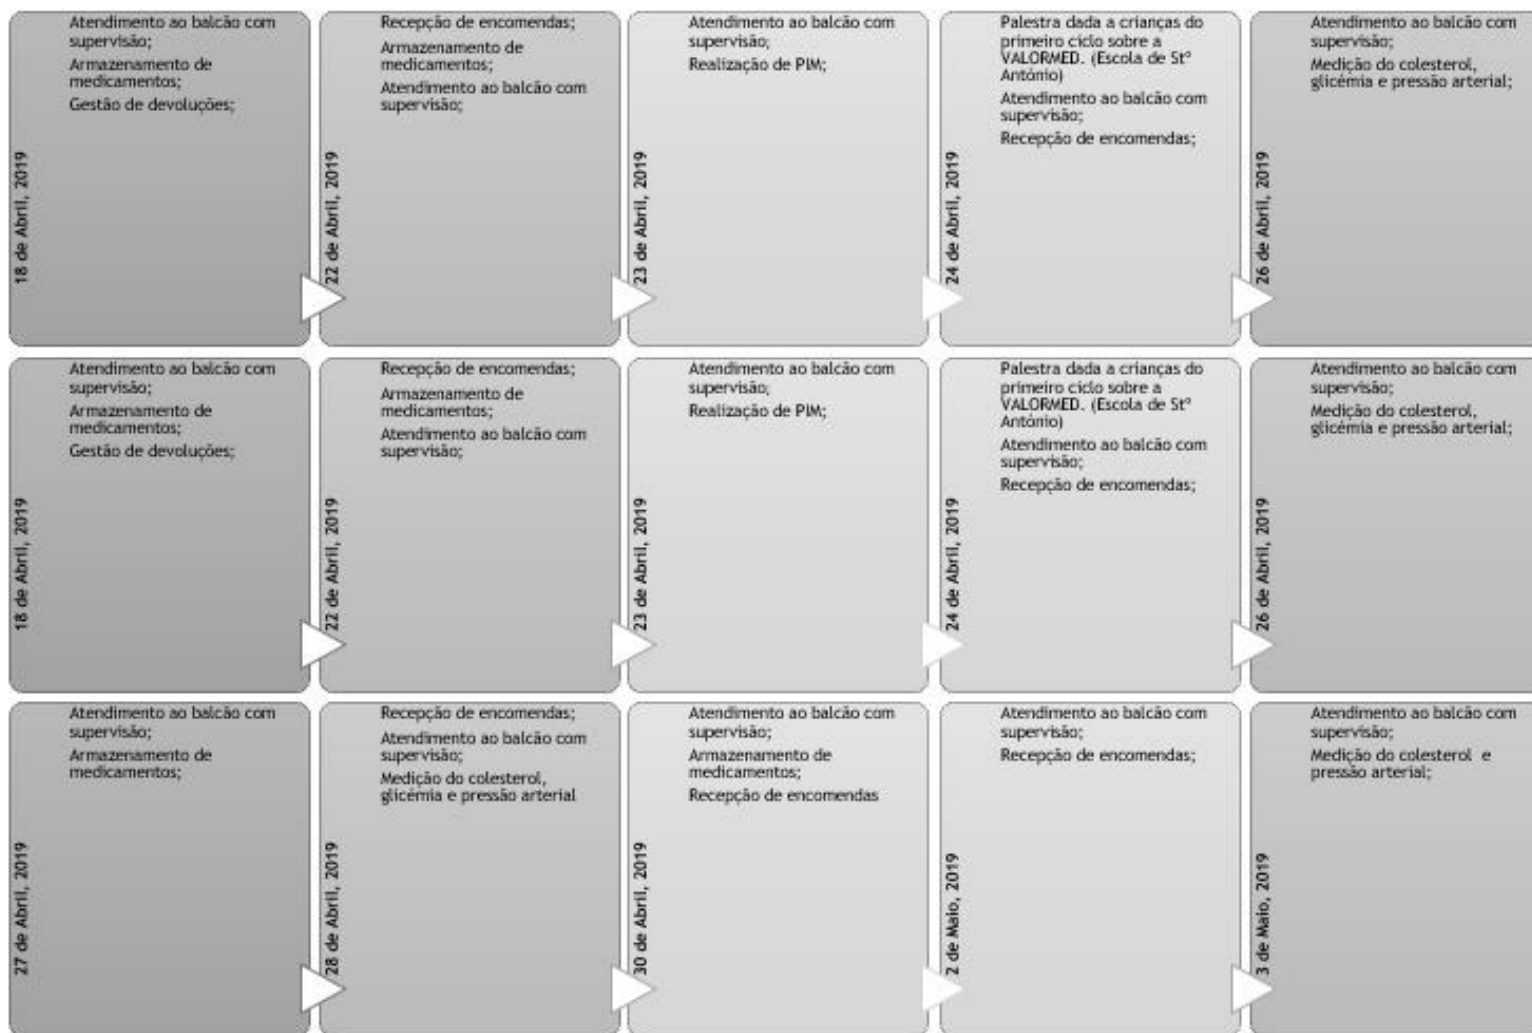 18 de Abril, 2019
Atendimento ao balcão com
supervisão;
Armazenamento de
medicamentos;
Gestão de devoluções;
22 de Abril, 2019
Recepção de encomendas;
Armazenamento de
medicamentos;
Atendimento ao balcão com
supervisão;
23 de Abril, 2019
Atendimento ao balcão com
supervisão;
Realização de PIM;
24 de Abril, 2019
Palestra dada a crianças do
primeiro ciclo sobre a
VALORMED. (Escola de Stº
António)
Atendimento ao balcão com
supervisão;
Recepção de encomendas;
26 de Abril, 2019
Atendimento ao balcão com
supervisão;
Medição do colesterol,
glicémia e pressão arterial;
18 de Abril, 2019
Atendimento ao balcão com
supervisão;
Armazenamento de
medicamentos;
Gestão de devoluções;
22 de Abril, 2019
Recepção de encomendas;
Armazenamento de
medicamentos;
Atendimento ao balcão com
supervisão;
23 de Abril, 2019
Atendimento ao balcão com
supervisão;
Realização de PIM;
24 de Abril, 2019
Palestra dada a crianças do
primeiro ciclo sobre a
VALORMED. (Escola de Stº
António)
Atendimento ao balcão com
supervisão;
Recepção de encomendas;
26 de Abril, 2019
Atendimento ao balcão com
supervisão;
Medição do colesterol,
glicémia e pressão arterial;
27 de Abril, 2019
Atendimento ao balcão com
supervisão;
Armazenamento de
medicamentos;
28 de Abril, 2019
Recepção de encomendas;
Atendimento ao balcão com
supervisão;
Medição do colesterol,
glicémia e pressão arterial
30 de Abril, 2019
Atendimento ao balcão com
supervisão;
Armazenamento de
medicamentos;
Recepção de encomendas
2 de Maio, 2019
Atendimento ao balcão com
supervisão;
Recepção de encomendas;
3 de Maio, 2019
Atendimento ao balcão com
supervisão;
Medição do colesterol e
pressão arterial;